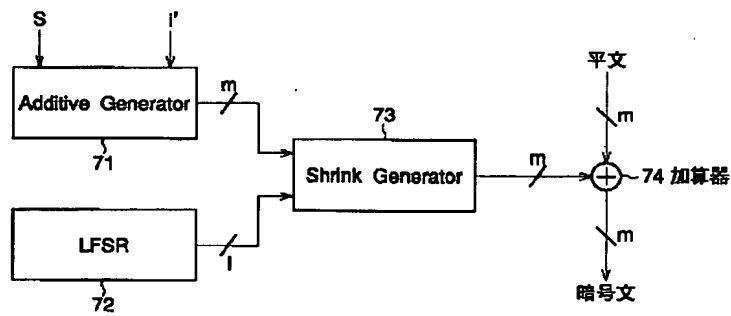 S
i'
Additive Generator
m
71
LFSR
l
72
73
Shrink Generator
m
平文
m
74 加算器
m
暗号文